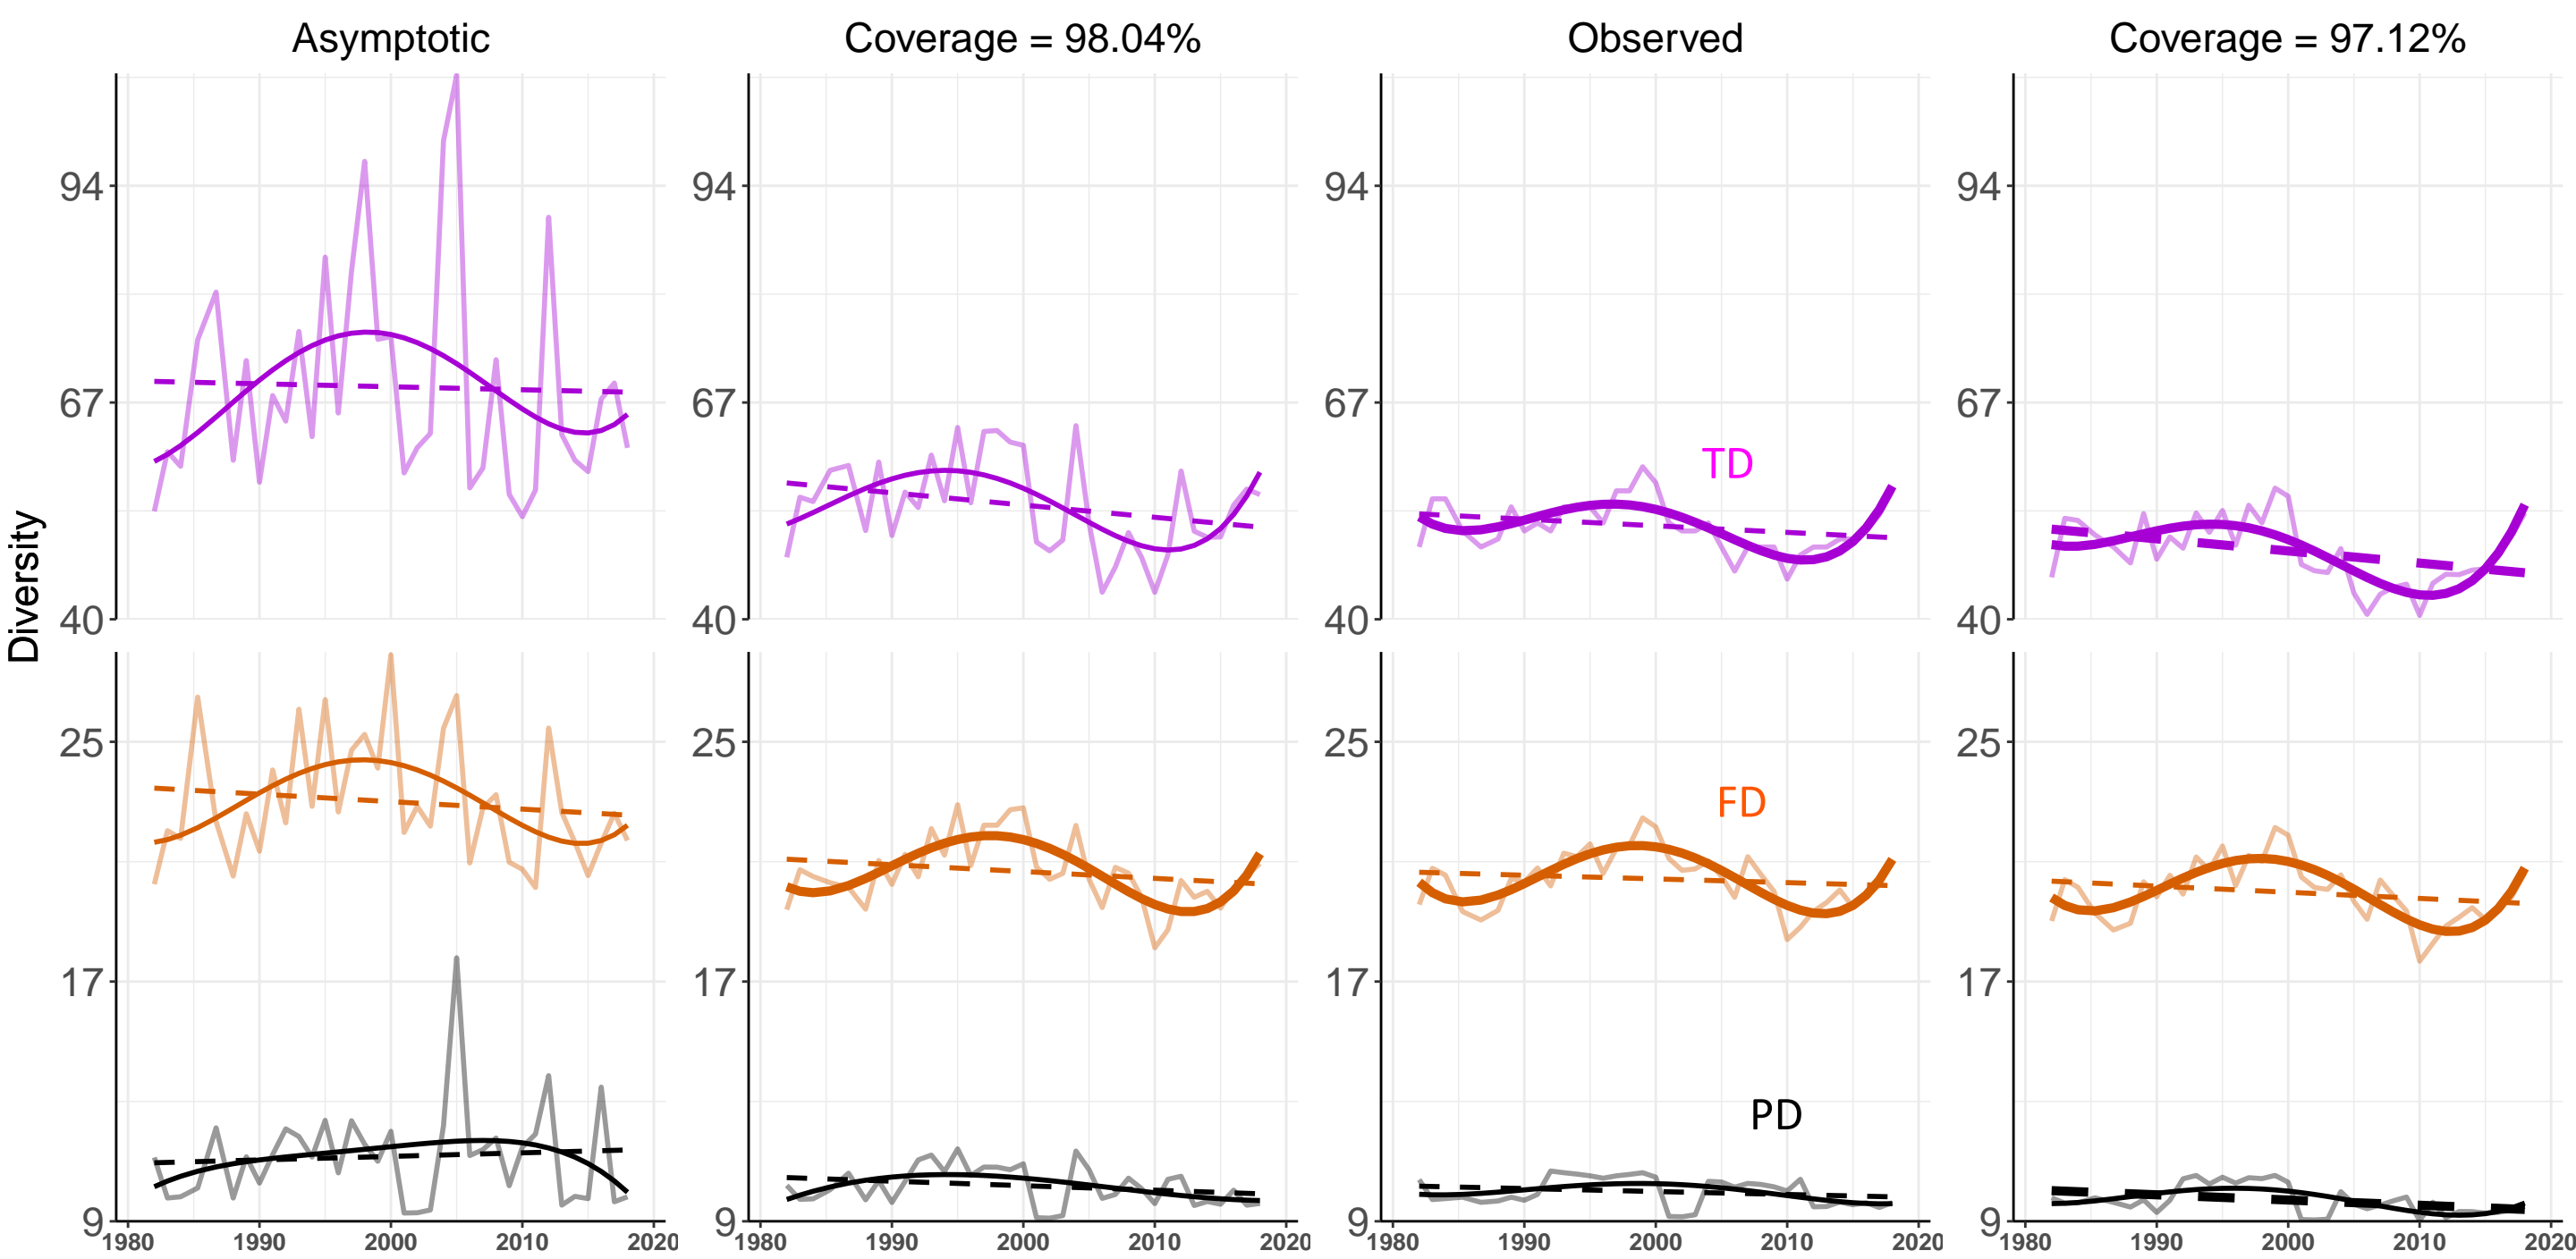 Asymptotic Coverage = 98.04% Observed Coverage = 97.12%
94 94 94 94
67 67 67 67
TD
40 40 40 40
Diversity
25 25 25 25
FD
17 17 17 17
PD
9 9 9 9
1980 1990 2000 2010 2020 1980 1990 2000 2010 2020 1980 1990 2000 2010 2020 1980 1990 2000 2010 2020